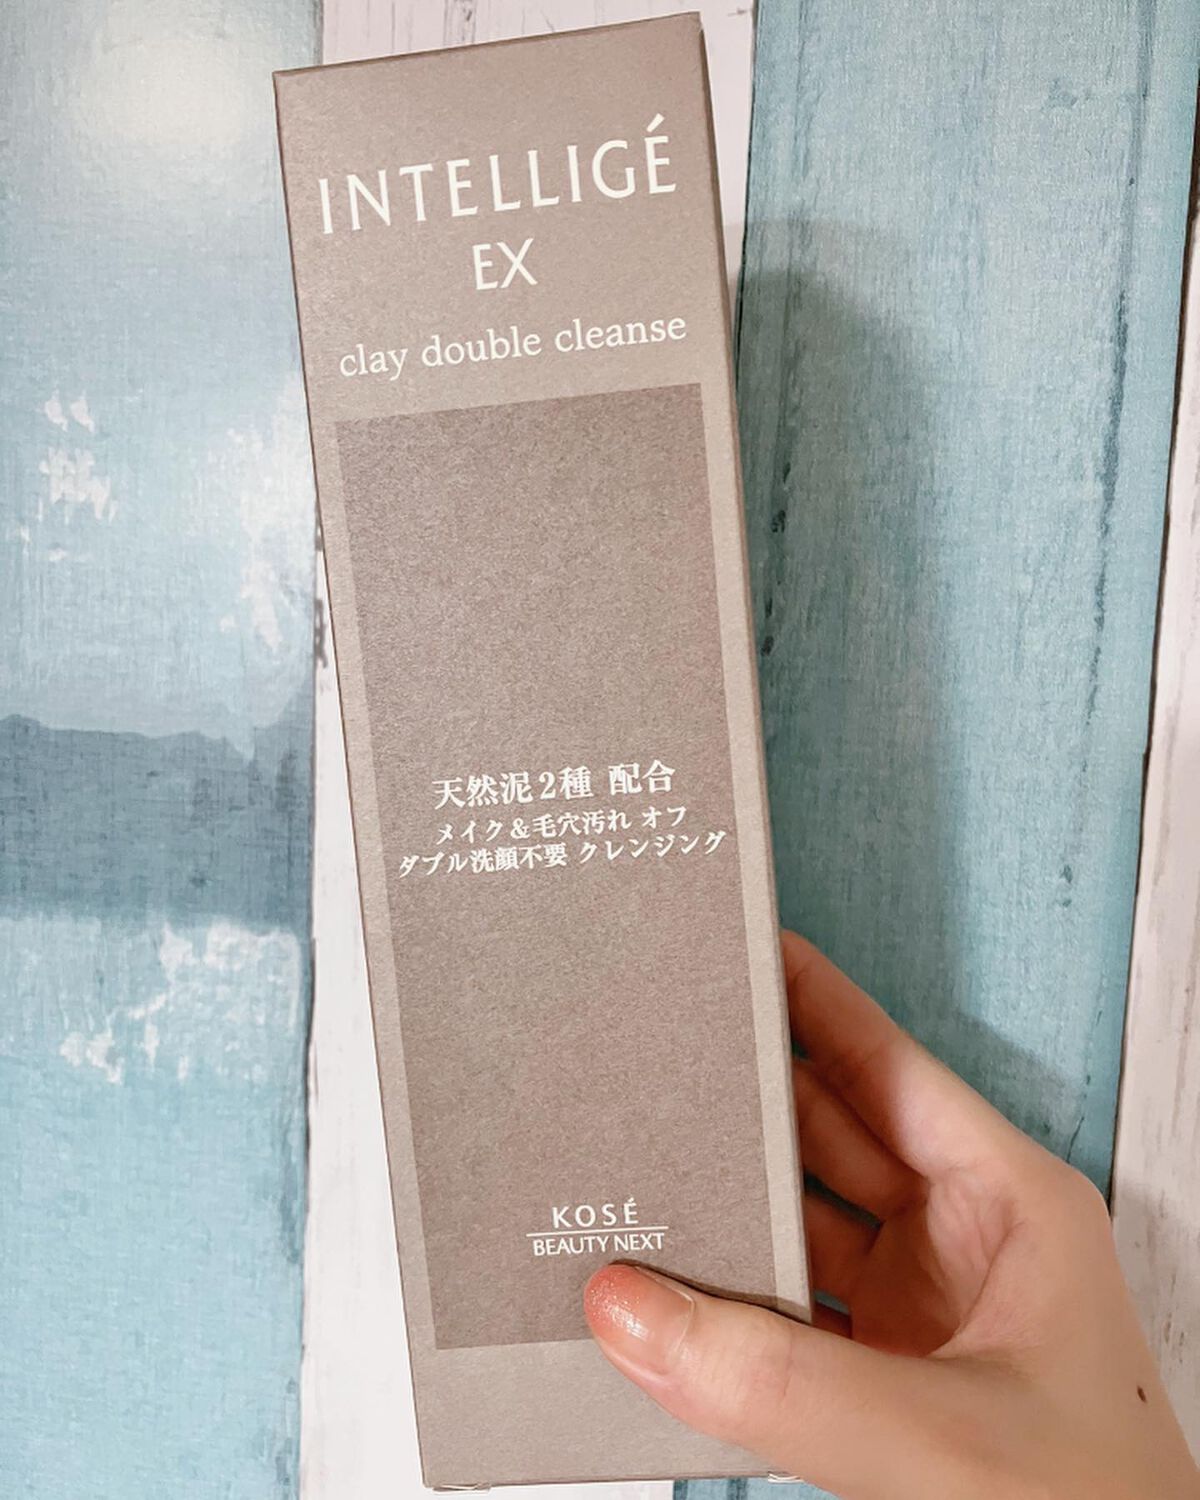 INTELLIGÉ
EX
clay double cleanse
天然泥2種 配合
メイク&毛穴汚れ オフ
ダブル洗顔不要 クレンジング
KOSÉ
BEAUTY NEXT